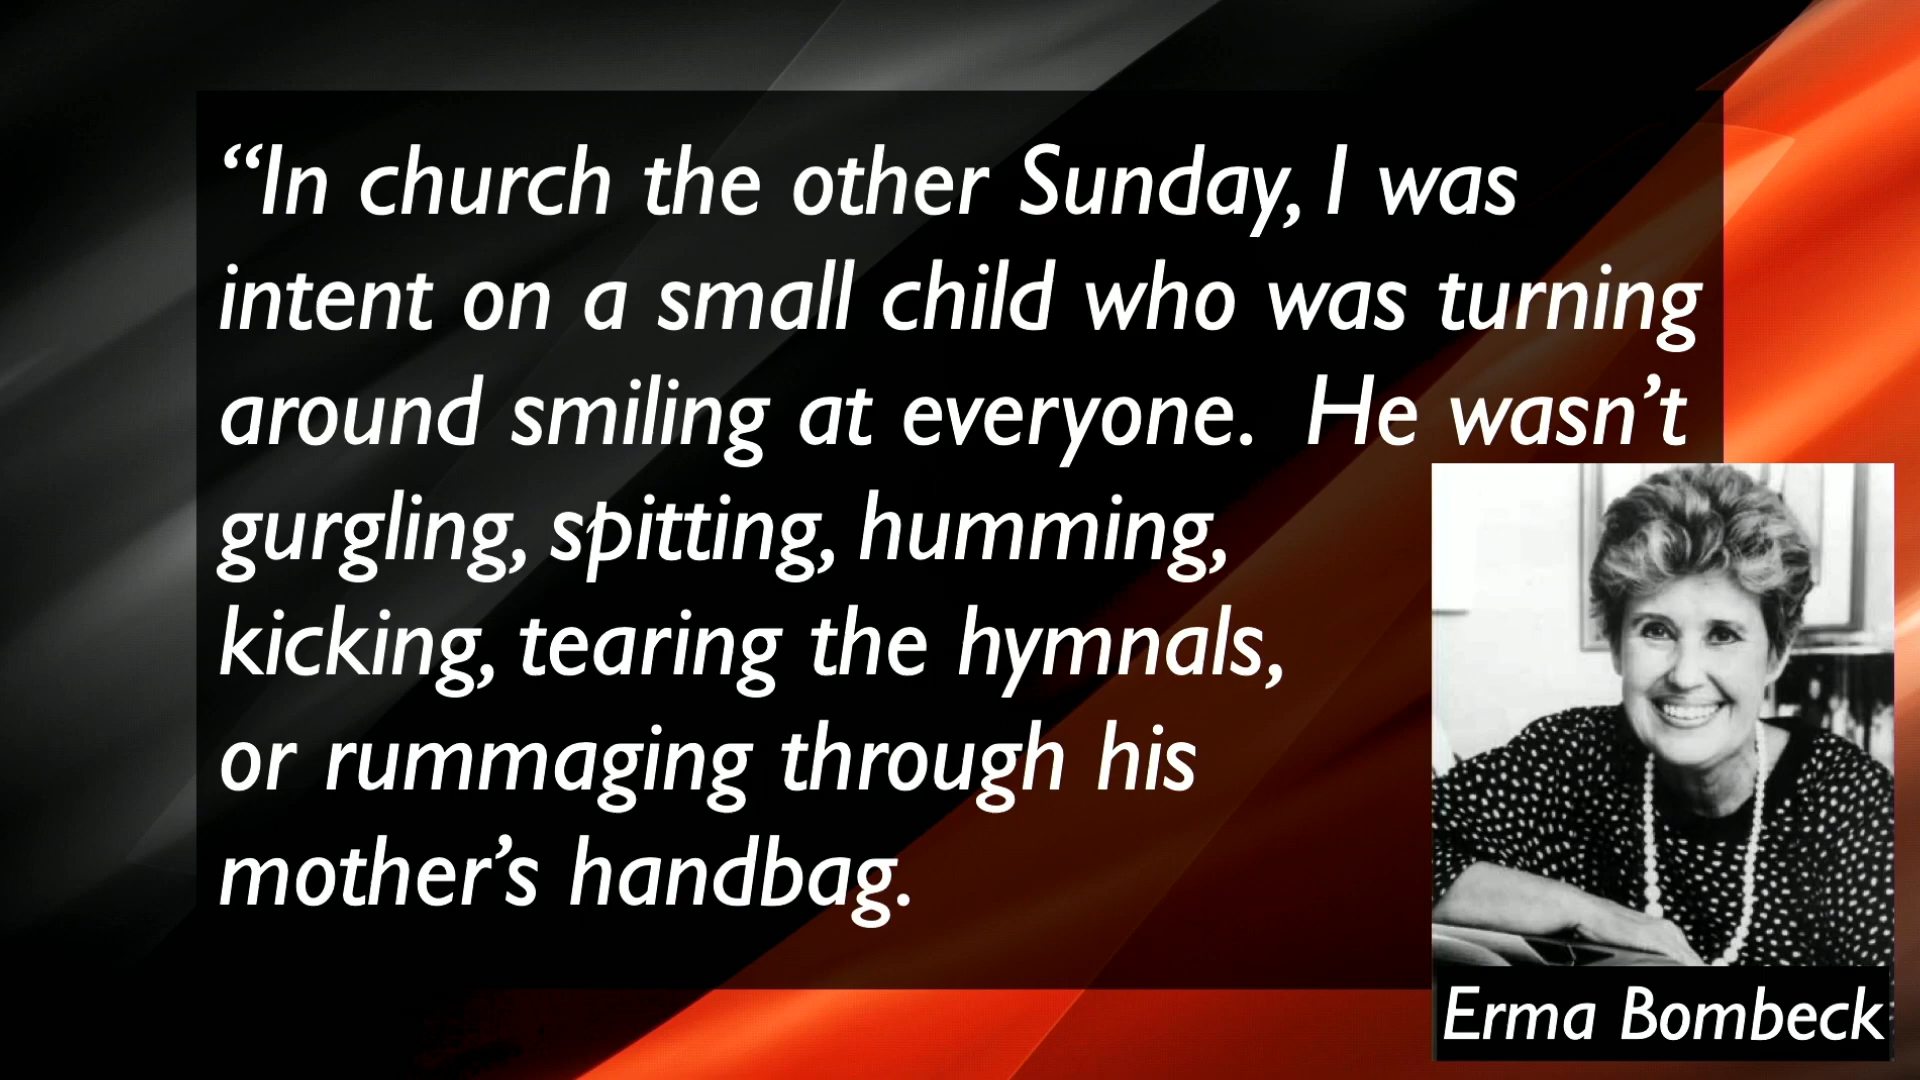 “In church the other Sunday, I was
intent on a small child who was turning
around smiling at everyone.  He wasn’t
gurgling, spitting, humming,
kicking, tearing the hymnals,
or rummaging through his
mother’s handbag.
Erma Bombeck